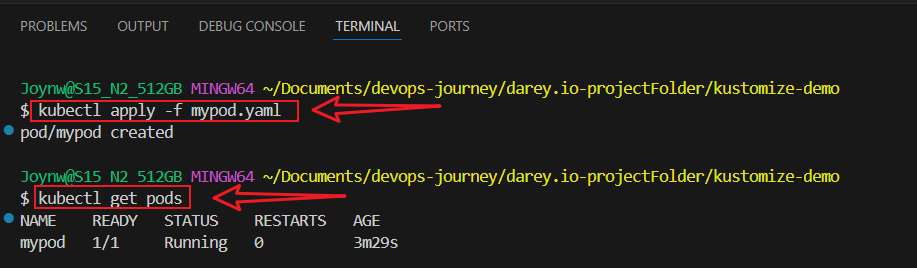 PROBLEMS OUTPUT DEBUG CONSOLE TERMINAL PORTS
Joynw@S15_N2_512GB MINGW64 ~/Documents/devops-journey/darey.io-projectFolder/kustomize-demo
$ kubectl apply -f mypod.yaml
pod/mypod created
Joynw@S15_N2_512GB MINGW64 ~/Documents/devops-journey/darey.io-projectFolder/kustomize-demo
$ kubectl get pods
NAME READY STATUS RESTARTS AGE
mypod 1/1 Running 0 3m29s